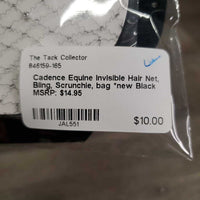 The Tack Collector
846159-165
Cadence Equine Invisible Hair Net,
Bling, Scrunchie, bag *new Black
MSRP: $14.95
JAL551
$10.00